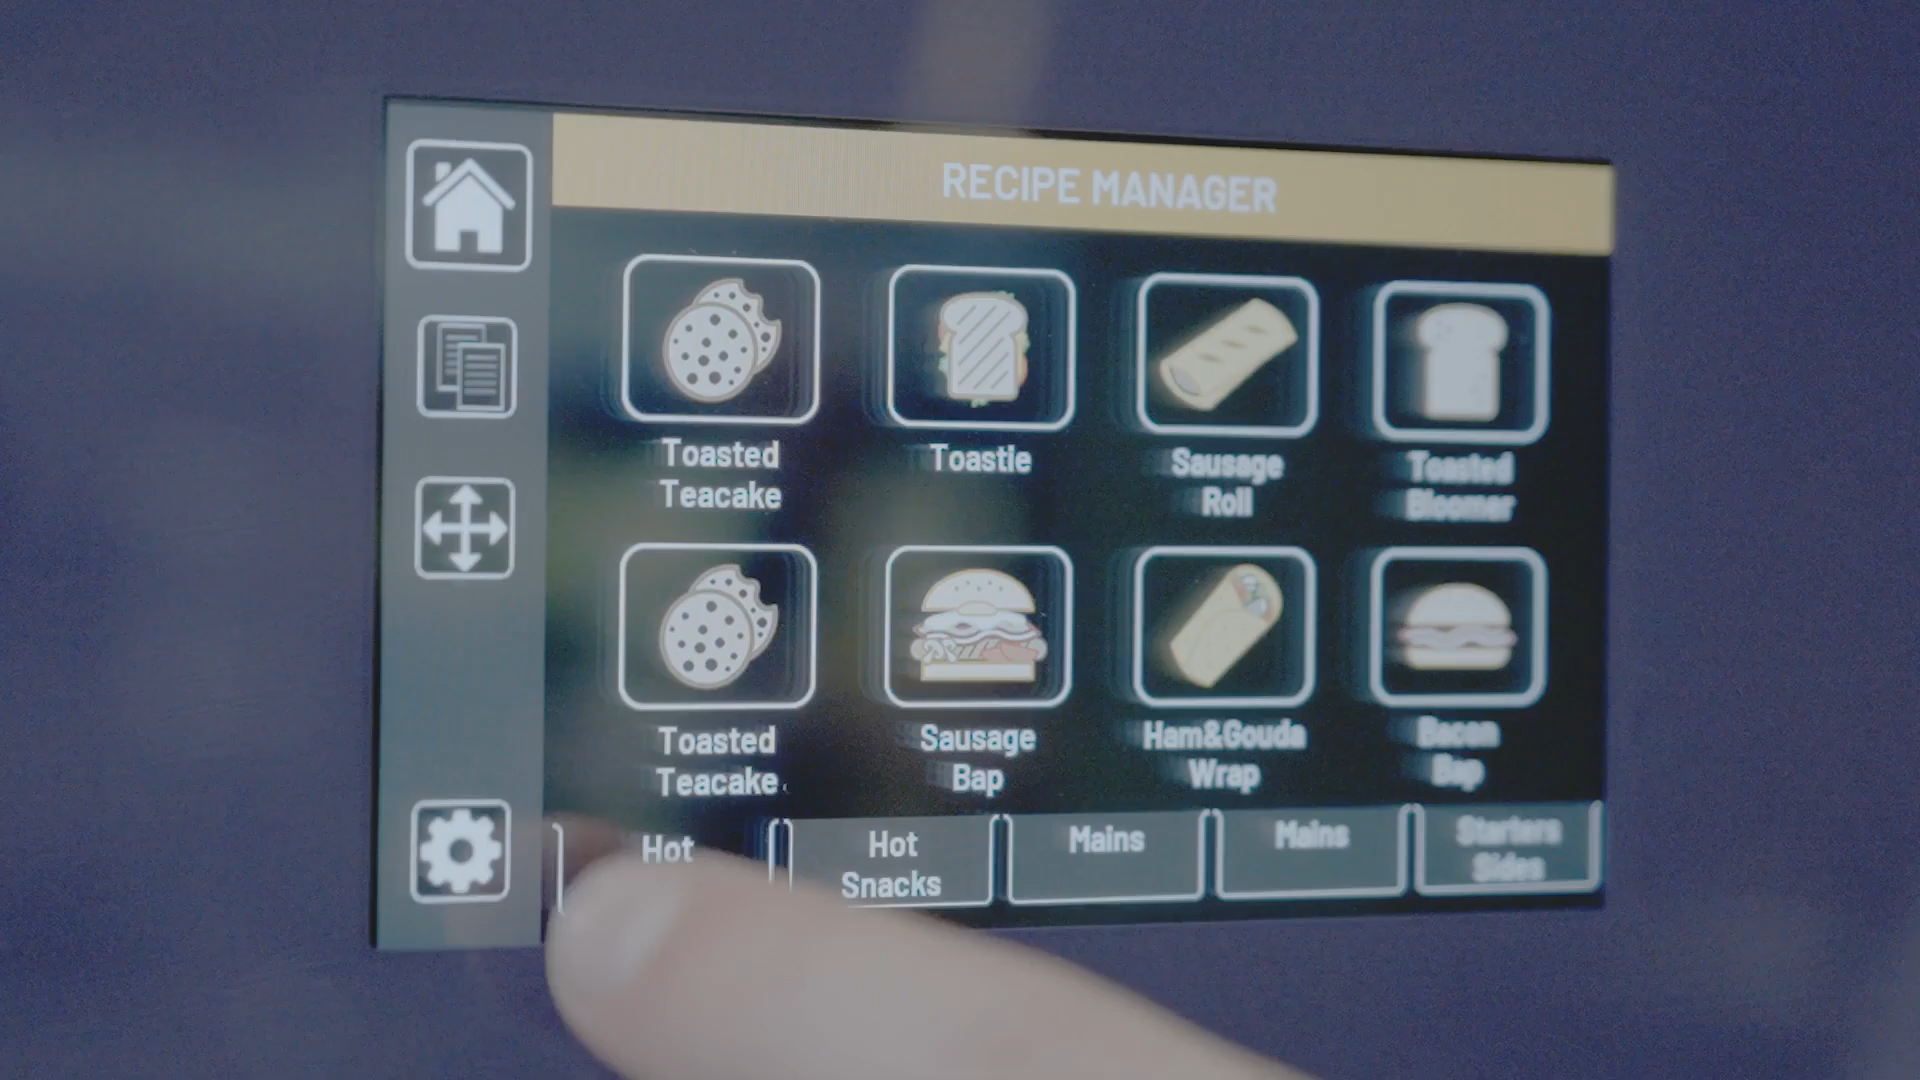 RECIPE MANAGER
Toasted
Teacake
Toastie
Sausage
Roll
Toasted
Bloomer
Toasted
Teacake
Sausage
Bap
Ham&Gouda
Wrap
Bacon
Bap
Hot
Hot
Snacks
Mains
Mains
Starters
Sides